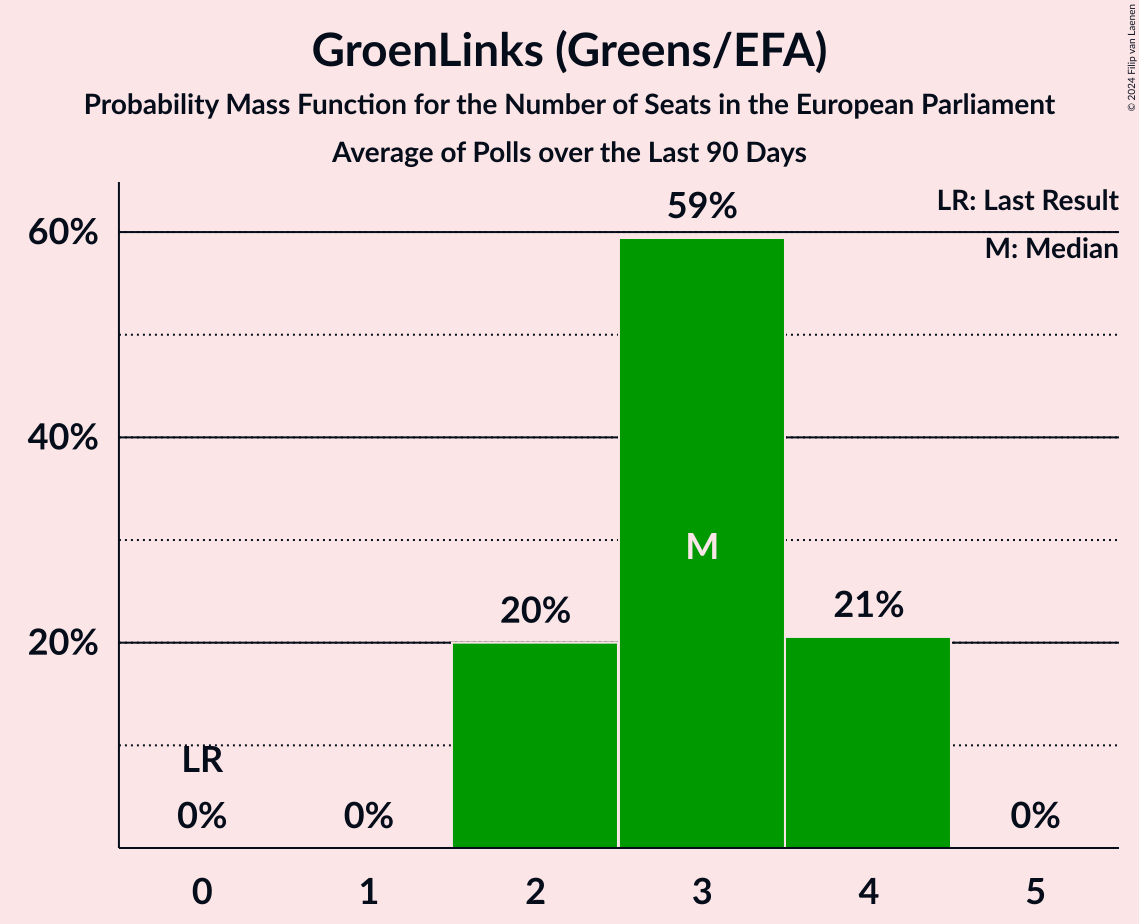 GroenLinks (Greens/EFA)
Probability Mass Function for the Number of Seats in the European Parliament
Average of Polls over the Last 90 Days
© 2024 Filip van Laenen
LR: Last Result
M: Median
59%
60%
40%
M
20%
21%
20%
LR
0%
0%
0%
0
1
2
3
4
5